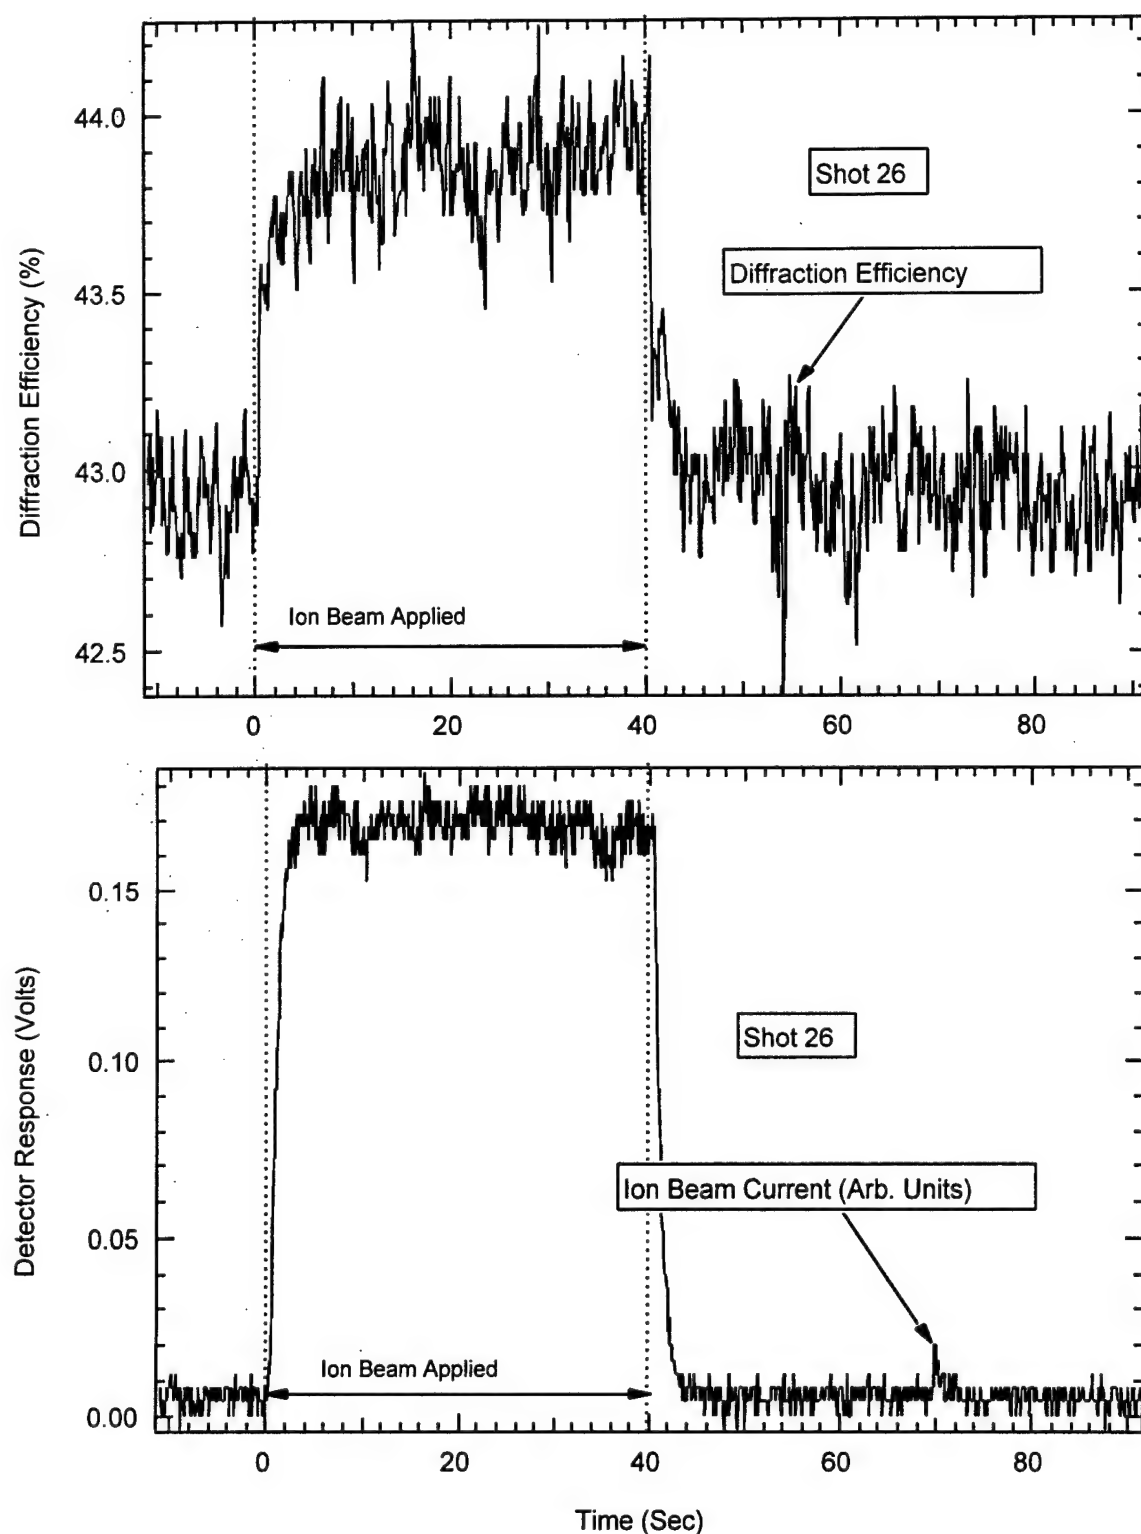 44.0
43.5
43.0
42.5
Diffraction Efficiency (%)
Shot 26
Diffraction Efficiency
Ion Beam Applied
0 20 40 60 80
0.15
0.10
0.05
0.00
Detector Response (Volts)
Shot 26
Ion Beam Current (Arb. Units)
Ion Beam Applied
0 20 40 60 80
Time (Sec)